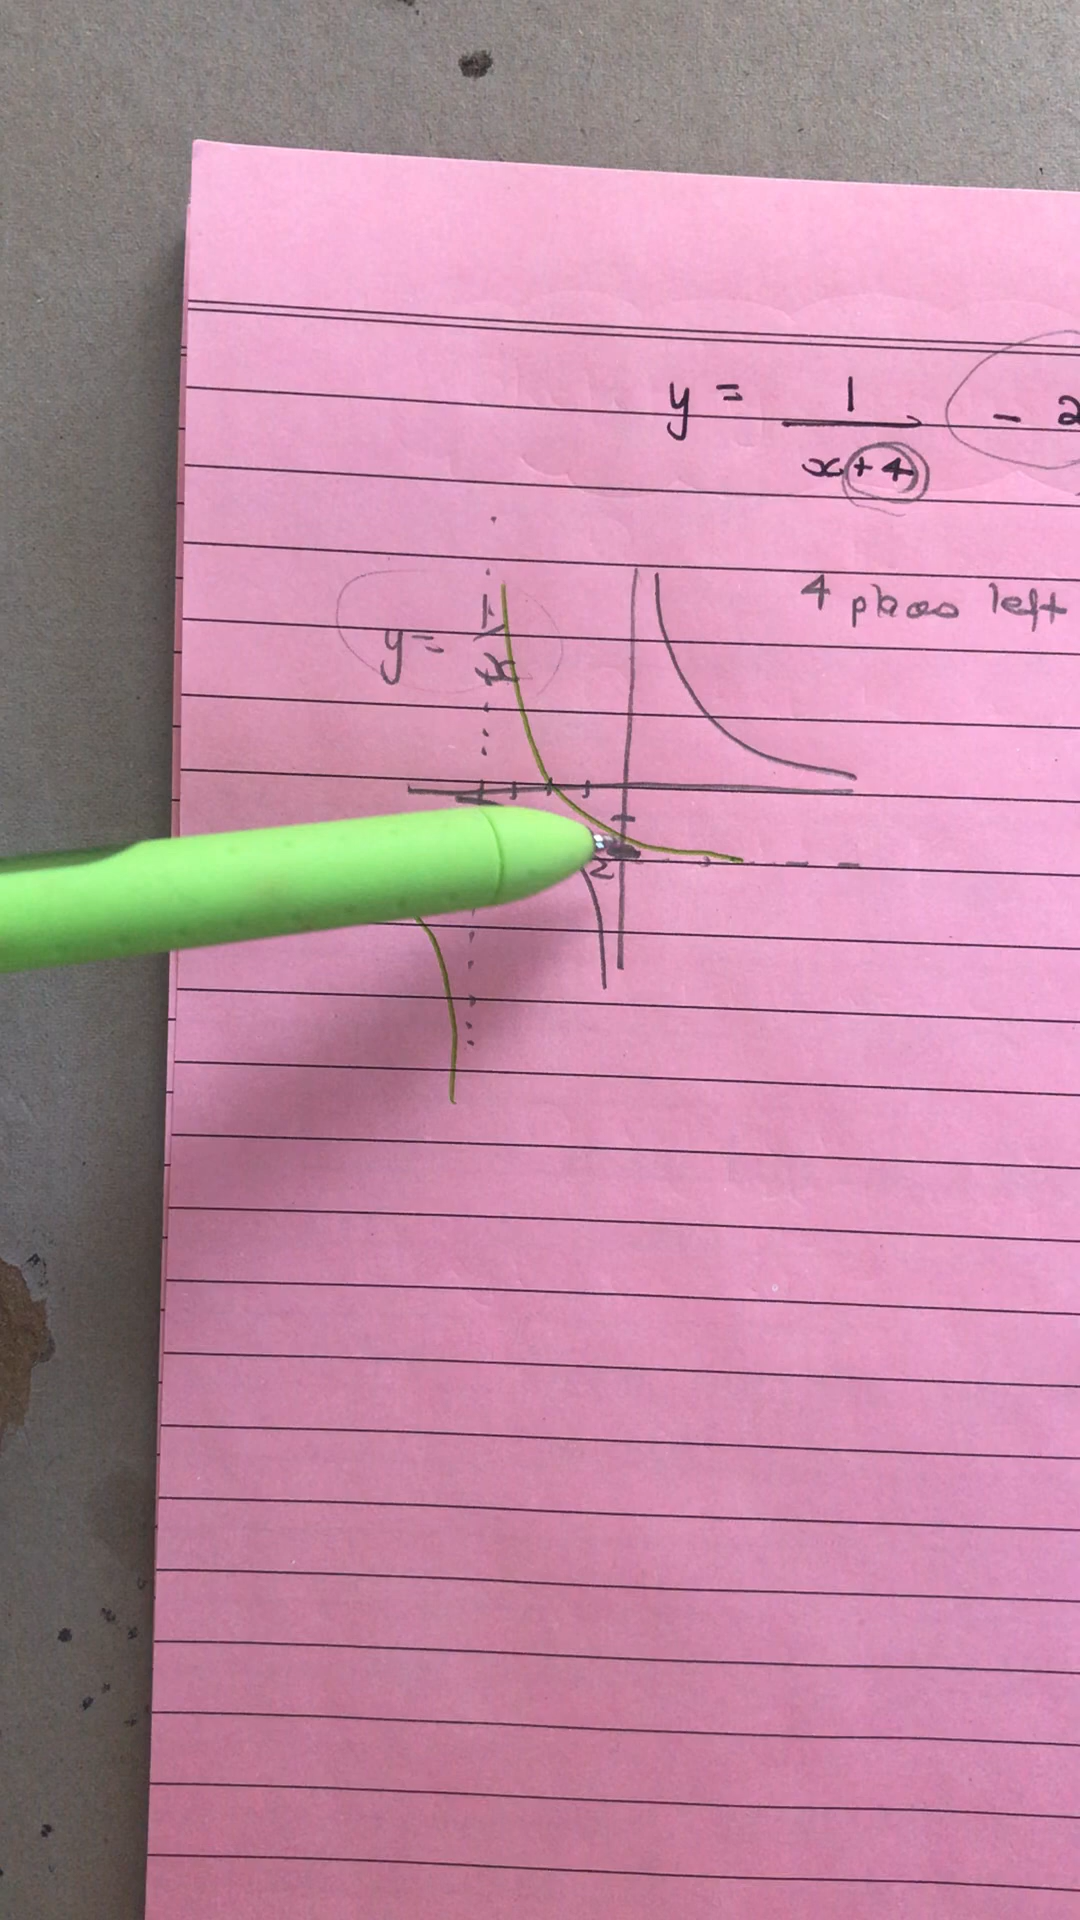 y = 1/(x+4) - 2
4 places left
y = 1/x
2